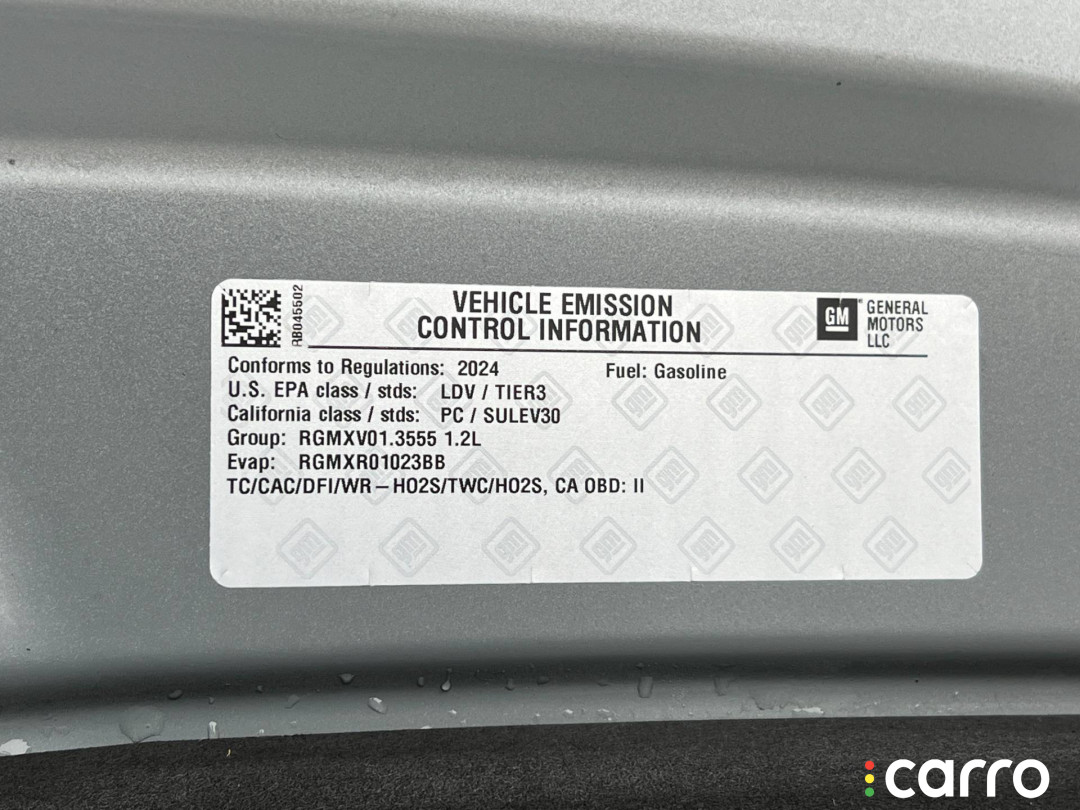 RB045502
VEHICLE EMISSION
CONTROL INFORMATION
GM
GENERAL
MOTORS
LLC
Conforms to Regulations: 2024 Fuel: Gasoline
U.S. EPA class / stds: LDV / TIER3
California class / stds: PC / SULEV30
Group: RGMXV01.3555 1.2L
Evap: RGMXR01023BB
TC/CAC/DFI/WR–HO2S/TWC/HO2S, CA OBD: II
carro